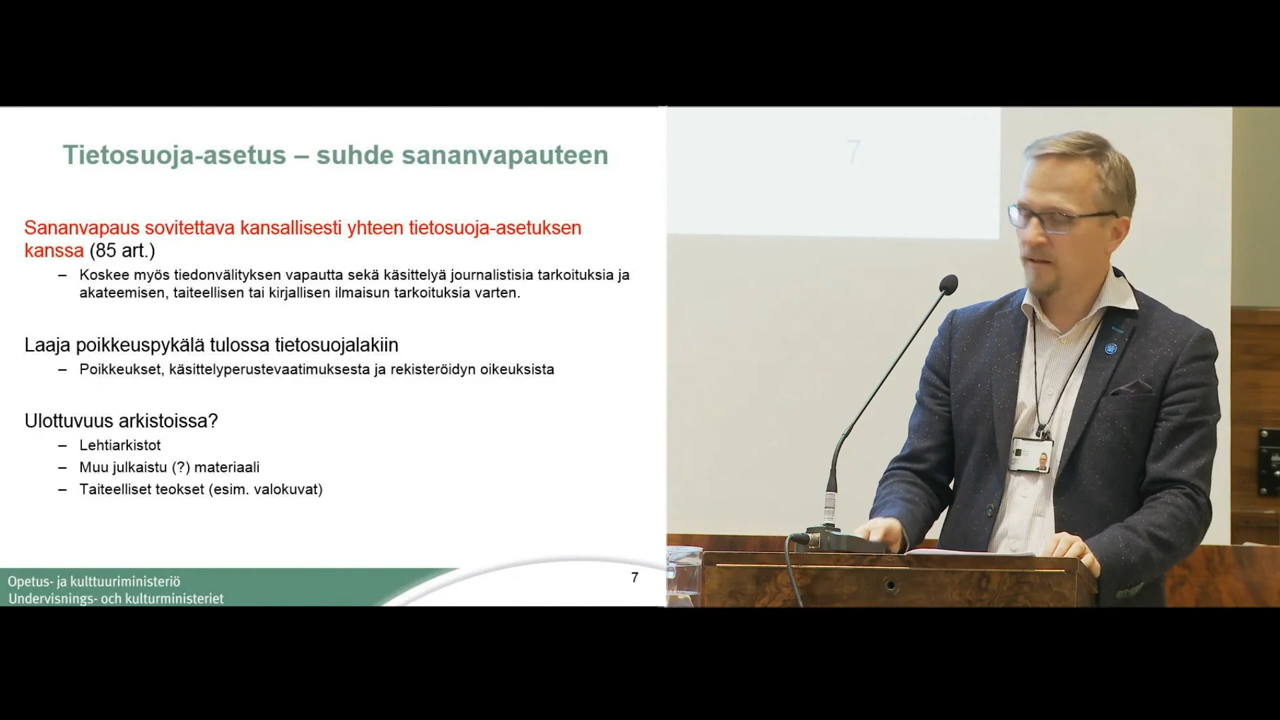 Tietosuoja-asetus – suhde sananvapauteen
Sananvapaus sovitettava kansallisesti yhteen tietosuoja-asetuksen
kanssa (85 art.)
– Koskee myös tiedonvälityksen vapautta sekä käsittelyä journalistisia tarkoituksia ja
akateemisen, taiteellisen tai kirjallisen ilmaisun tarkoituksia varten.
Laaja poikkeuspykälä tulossa tietosuojalakiin
– Poikkeukset, käsittelyperustevaatimuksesta ja rekisteröidyn oikeuksista
Ulottuvuus arkistoissa?
– Lehtiarkistot
– Muu julkaistu (?) materiaali
– Taiteelliset teokset (esim. valokuvat)
Opetus- ja kulttuuriministeriö
Undervisnings- och kulturministeriet
7
7